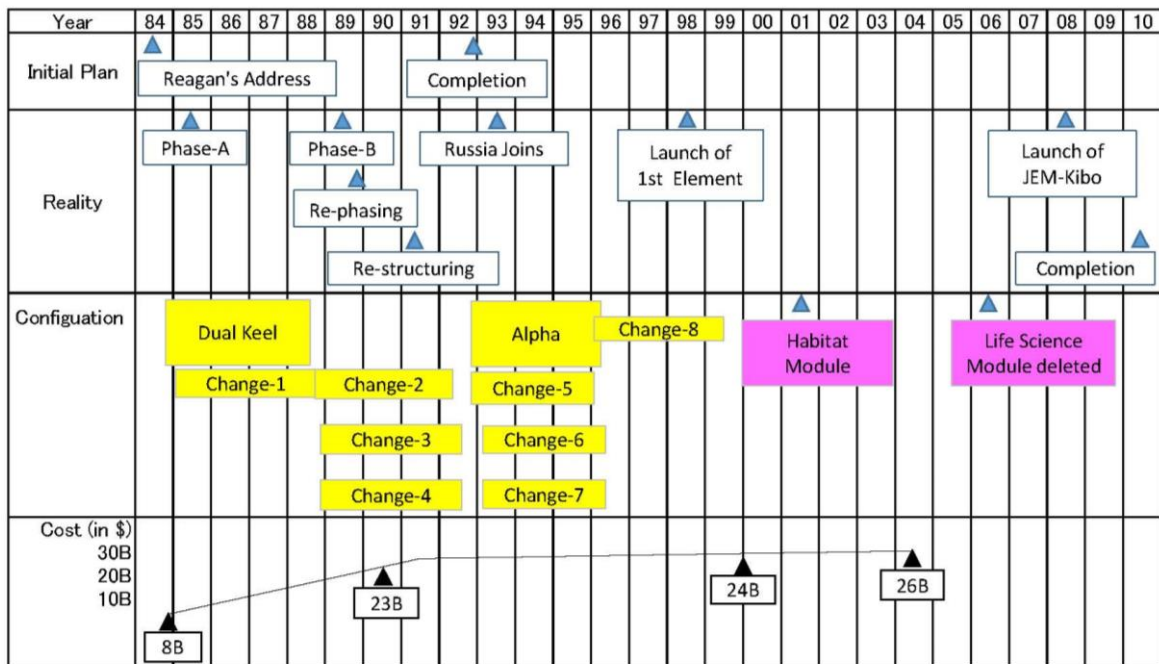 Year 84 85 86 87 88 89 90 91 92 93 94 95 96 97 98 99 00 01 02 03 04 05 06 07 08 09 10
Initial Plan
Reagan's Address
Completion
Reality
Phase-A
Phase-B
Russia Joins
Launch of
1st Element
Launch of
JEM-Kibo
Re-phasing
Re-structuring
Completion
Configuation
Dual Keel
Alpha
Change-8
Habitat
Module
Life Science
Module deleted
Change-1
Change-2
Change-5
Change-3
Change-6
Change-4
Change-7
Cost (in $)
30B
20B
10B
8B
23B
24B
26B